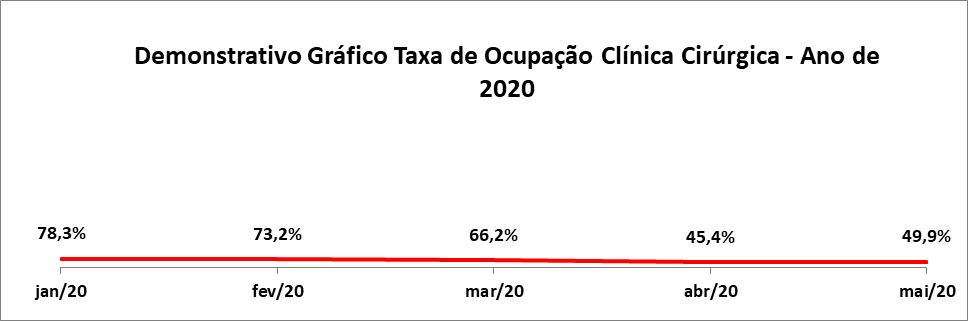 Demonstrativo Gráfico Taxa de Ocupação Clínica Cirúrgica - Ano de
2020
78,3% 73,2% 66,2% 45,4% 49,9%
jan/20 fev/20 mar/20 abr/20 mai/20